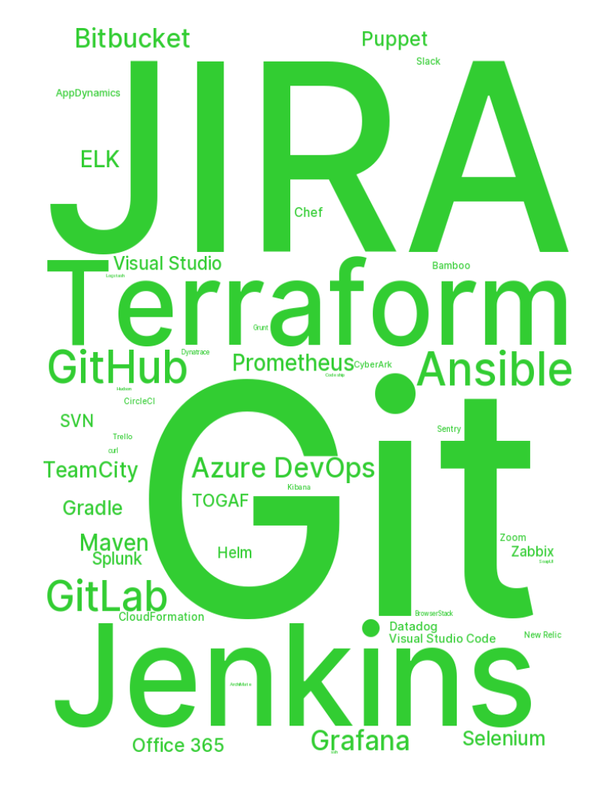 Bitbucket
Puppet
Slack
JIRA
AppDynamics
ELK
Chef
Visual Studio
Bamboo
Terraform
Grunt
Dynatrace
GitHub
Prometheus
CyberArk
Ansible
CircleCI
SVN
Sentry
Trello
curl
Git
TeamCity
Azure DevOps
Kibana
TOGAF
Gradle
Zoom
Maven
Helm
Zabbix
Splunk
GitLab
BrowserStack
CloudFormation
Datadog
New Relic
Visual Studio Code
Jenkins
Office 365
Grafana
Selenium